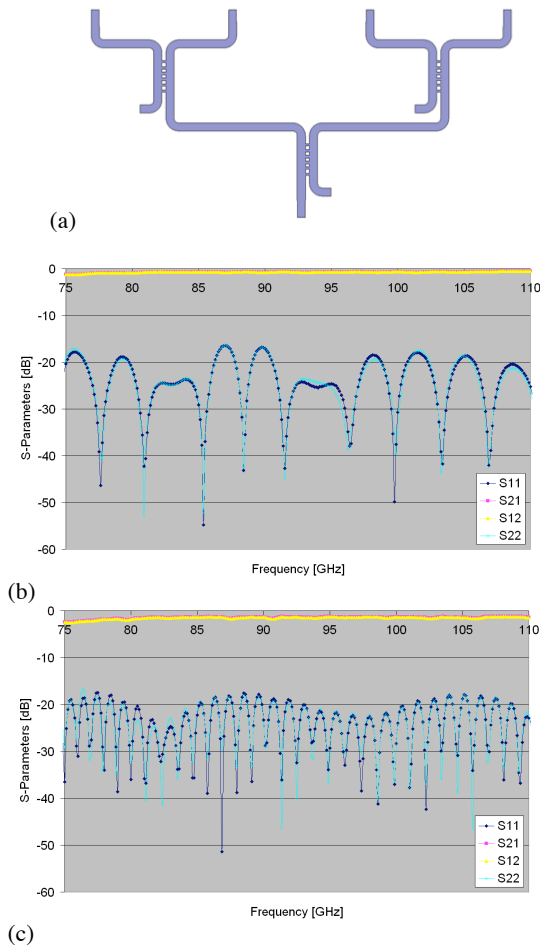 (a)
0
75 80 85 90 95 100 105 110
-10
-20
-30
-40
-50
-60
S-Parameters [dB]
Frequency [GHz]
S11
S21
S12
S22
(b)
0
75 80 85 90 95 100 105 110
-10
-20
-30
-40
-50
-60
S-Parameters [dB]
Frequency [GHz]
S11
S21
S12
S22
(c)